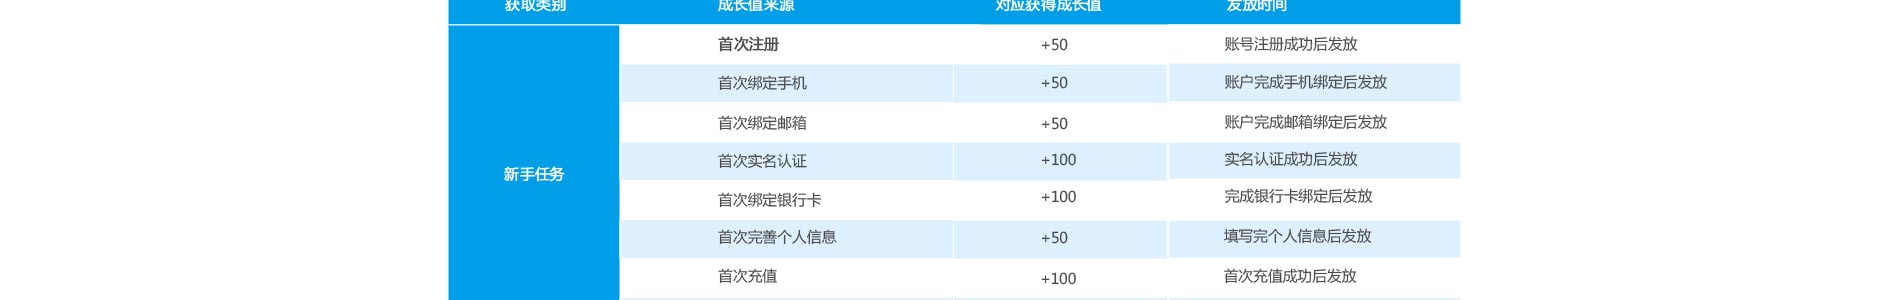 获取类别 成长值来源 对应获得成长值 发放时间
首次注册 +50 账号注册成功后发放
首次绑定手机 +50 账户完成手机绑定后发放
首次绑定邮箱 +50 账户完成邮箱绑定后发放
首次实名认证 +100 实名认证成功后发放
新手任务
首次绑定银行卡 +100 完成银行卡绑定后发放
首次完善个人信息 +50 填写完个人信息后发放
首次充值 +100 首次充值成功后发放